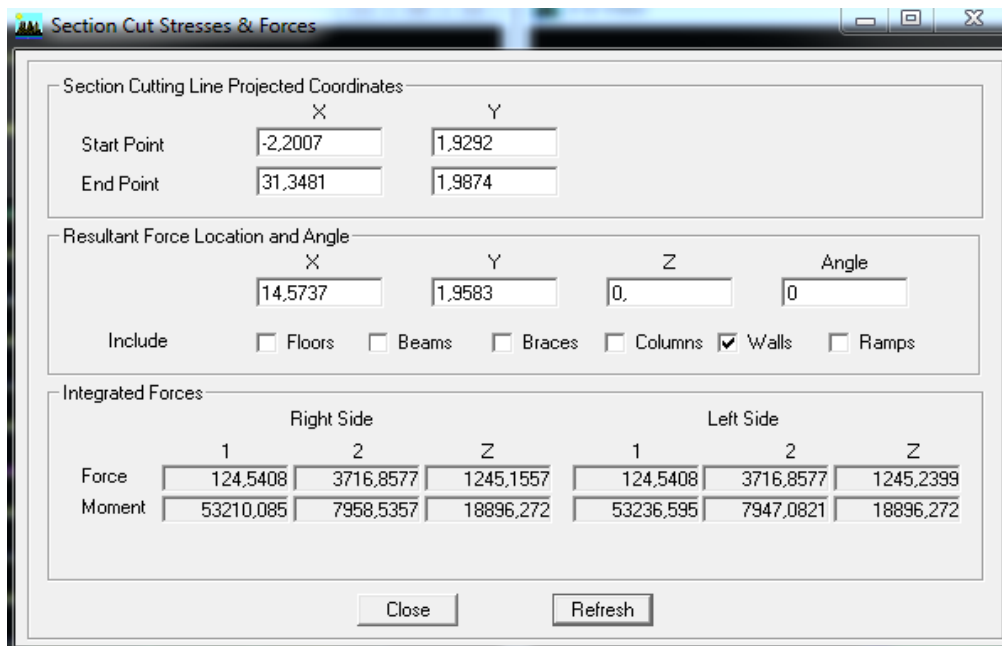 Section Cut Stresses & Forces
Section Cutting Line Projected Coordinates
X Y
Start Point -2,2007 1,9292
End Point 31,3481 1,9874
Resultant Force Location and Angle
X Y Z Angle
14,5737 1,9583 0, 0
Include Floors Beams Braces Columns Walls Ramps
Integrated Forces
Right Side Left Side
1 2 Z 1 2 Z
Force 124,5408 3716,8577 1245,1557 124,5408 3716,8577 1245,2399
Moment 53210,085 7958,5357 18896,272 53236,595 7947,0821 18896,272
Close Refresh